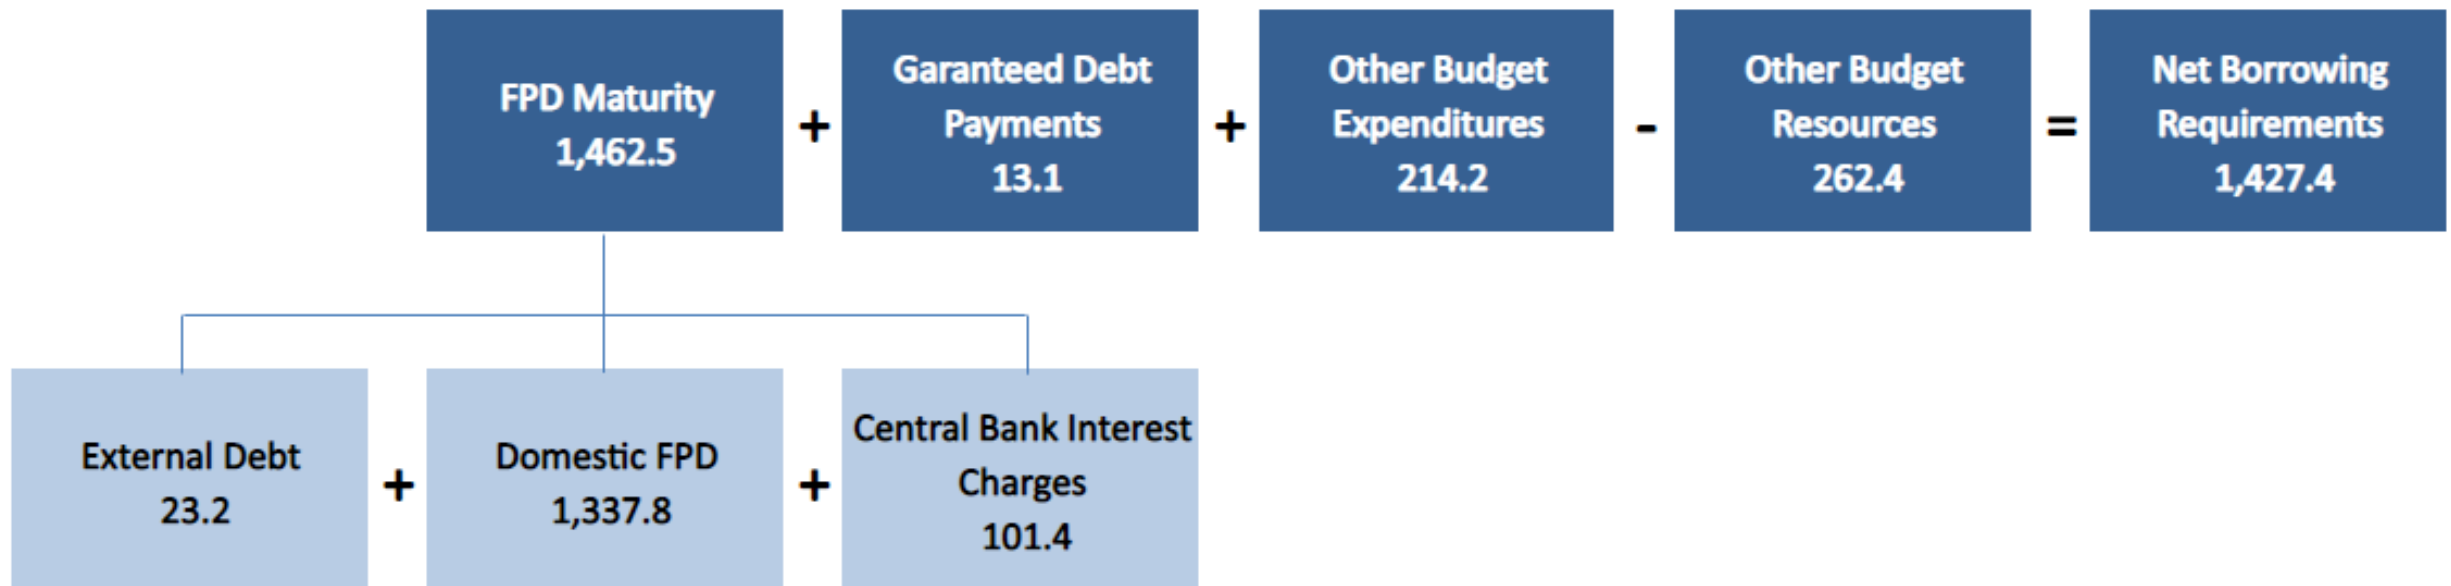 FPD Maturity
1,462.5
+
Garanteed Debt
Payments
13.1
+
Other Budget
Expenditures
214.2
-
Other Budget
Resources
262.4
=
Net Borrowing
Requirements
1,427.4
External Debt
23.2
+
Domestic FPD
1,337.8
+
Central Bank Interest
Charges
101.4